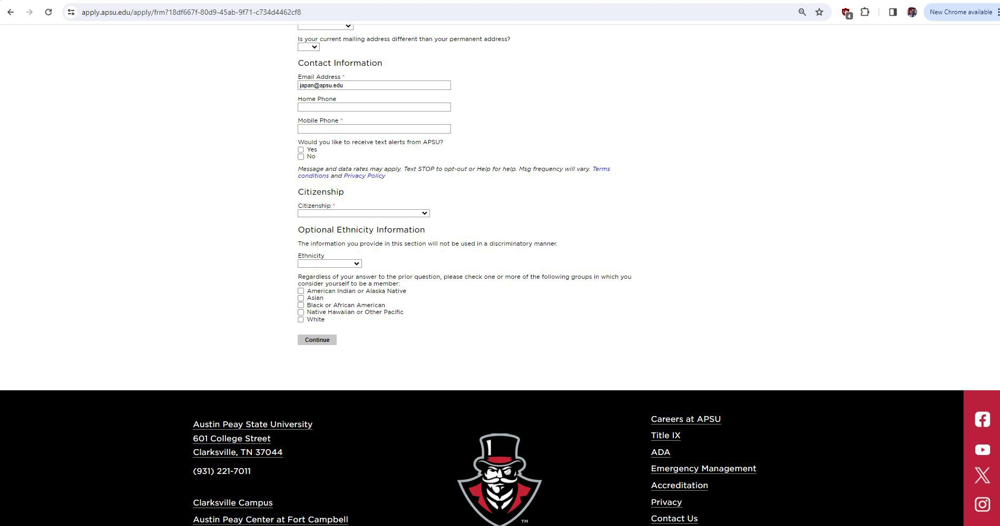 apply.apsu.edu/apply/frm?18df667f-80d9-45ab-9f71-c734d4462cf8
4
New Chrome available
Is your current mailing address different than your permanent address?
Contact Information
Email Address *
japan@apsu.edu
Home Phone
Mobile Phone *
Would you like to receive text alerts from APSU?
Yes
No
Message and data rates may apply. Text STOP to opt-out or Help for help. Msg frequency will vary. Terms
conditions and Privacy Policy
Citizenship
Citizenship *
Optional Ethnicity Information
The information you provide in this section will not be used in a discriminatory manner.
Ethnicity
Regardless of your answer to the prior question, please check one or more of the following groups in which you
consider yourself to be a member:
American Indian or Alaska Native
Asian
Black or African American
Native Hawaiian or Other Pacific
White
Continue
Austin Peay State University
601 College Street
Clarksville, TN 37044
(931) 221-7011
Clarksville Campus
Austin Peay Center at Fort Campbell
TM
Careers at APSU
Title IX
ADA
Emergency Management
Accreditation
Privacy
Contact Us